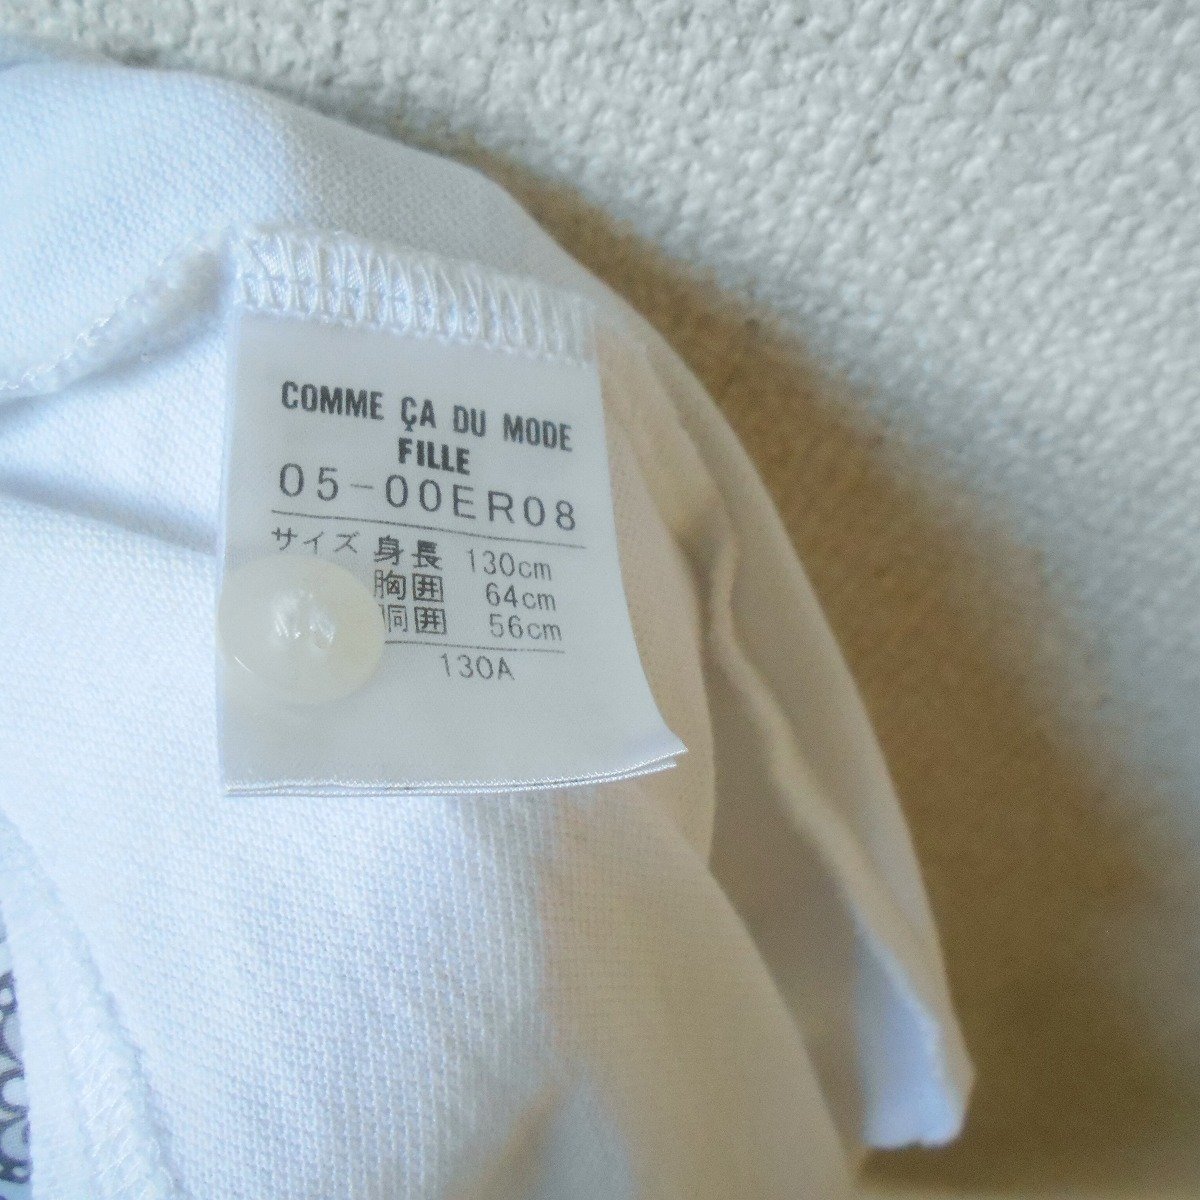 COMME ÇA DU MODE
FILLE
05-00ER08
サイズ 身長 130cm
胸囲 64cm
胴囲 56cm
130A